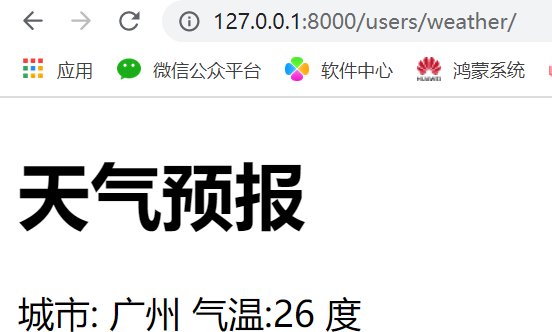 127.0.0.1:8000/users/weather/
应用 微信公众平台 软件中心 HUAWEI 鸿蒙系统
天气预报
城市: 广州 气温:26 度